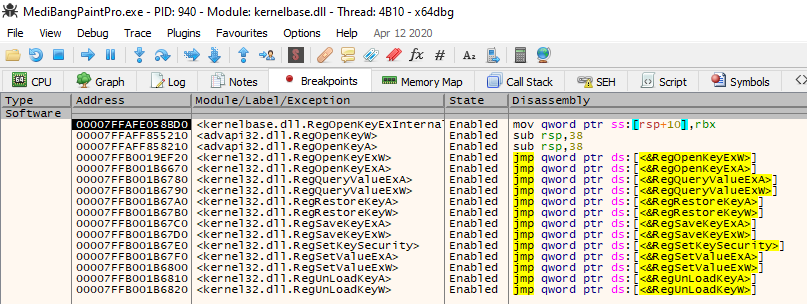 MediBangPaintPro.exe - PID: 940 - Module: kernelbase.dll - Thread: 4B10 - x64dbg
File View Debug Tracing Plugins Favourites Options Help Apr 12 2020
CPU Graph Log Notes Breakpoints Memory Map Call Stack SEH Script Symbols
Type Address Module/Label/Exception State Disassembly
Software
00007FFAFE058BD0 <kernelbase.dll.RegOpenKeyExInterna Enabled mov qword ptr ss:[rsp+10],rbx
00007FFAFF855210 <advapi32.dll.RegOpenKeyW> Enabled sub rsp,38
00007FFAFF858210 <advapi32.dll.RegOpenKeyA> Enabled sub rsp,38
00007FFB0019EF20 <kernel32.dll.RegOpenKeyExW> Enabled jmp qword ptr ds:[<&RegOpenKeyExW>]
00007FFB001B6670 <kernel32.dll.RegOpenKeyExA> Enabled jmp qword ptr ds:[<&RegOpenKeyExA>]
00007FFB001B6780 <kernel32.dll.RegQueryValueExA> Enabled jmp qword ptr ds:[<&RegQueryValueExA>]
00007FFB001B6790 <kernel32.dll.RegQueryValueExW> Enabled jmp qword ptr ds:[<&RegQueryValueExW>]
00007FFB001B67A0 <kernel32.dll.RegRestoreKeyA> Enabled jmp qword ptr ds:[<&RegRestoreKeyA>]
00007FFB001B67B0 <kernel32.dll.RegRestoreKeyW> Enabled jmp qword ptr ds:[<&RegRestoreKeyW>]
00007FFB001B67C0 <kernel32.dll.RegSaveKeyExA> Enabled jmp qword ptr ds:[<&RegSaveKeyExA>]
00007FFB001B67D0 <kernel32.dll.RegSaveKeyExW> Enabled jmp qword ptr ds:[<&RegSaveKeyExW>]
00007FFB001B67E0 <kernel32.dll.RegSetKeySecurity> Enabled jmp qword ptr ds:[<&RegSetKeySecurity>]
00007FFB001B67F0 <kernel32.dll.RegSetValueExA> Enabled jmp qword ptr ds:[<&RegSetValueExA>]
00007FFB001B6800 <kernel32.dll.RegSetValueExW> Enabled jmp qword ptr ds:[<&RegSetValueExW>]
00007FFB001B6810 <kernel32.dll.RegUnLoadKeyA> Enabled jmp qword ptr ds:[<&RegUnLoadKeyA>]
00007FFB001B6820 <kernel32.dll.RegUnLoadKeyW> Enabled jmp qword ptr ds:[<&RegUnLoadKeyW>]